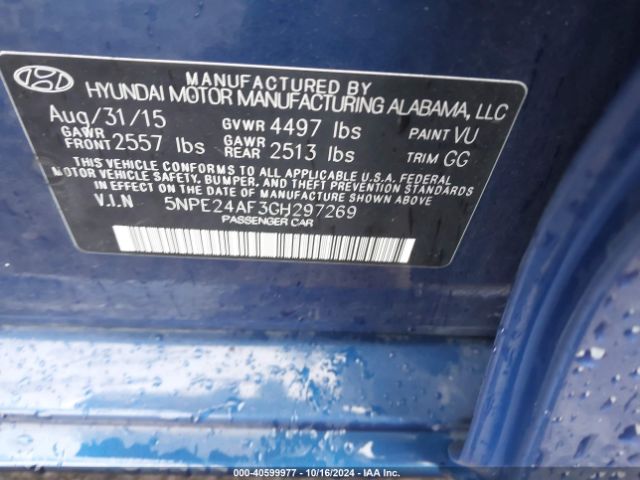 MANUFACTURED BY
HYUNDAI MOTOR MANUFACTURING ALABAMA, LLC
Aug/31/15 GVWR 4497 lbs PAINT VU
GAWR FRONT 2557 lbs GAWR REAR 2513 lbs TRIM GG
THIS VEHICLE CONFORMS TO ALL APPLICABLE U.S.A. FEDERAL
MOTOR VEHICLE SAFETY, BUMPER, AND THEFT PREVENTION STANDARDS
IN EFFECT ON THE DATE OF MANUFACTURE SHOWN ABOVE
V.I.N 5NPE24AF3GH297269
PASSENGER CAR
000-40599977 - 10/16/2024 - IAA Inc.